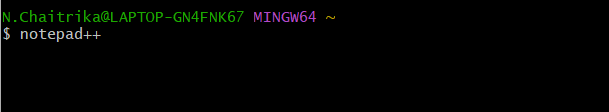 N.Chaitrika@LAPTOP-GN4FNK67 MINGW64 ~
$ notepad++